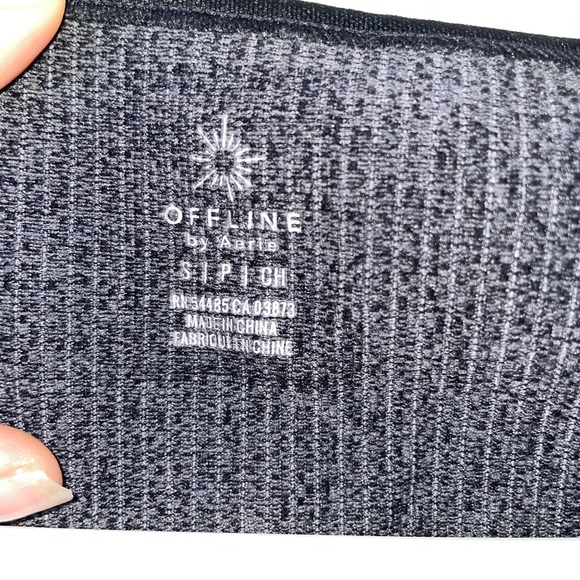 OFFLINE
by Aerie
S | P | CH
RN 54485 CA 03873
MADE IN CHINA
FABRIQUÉ EN CHINE